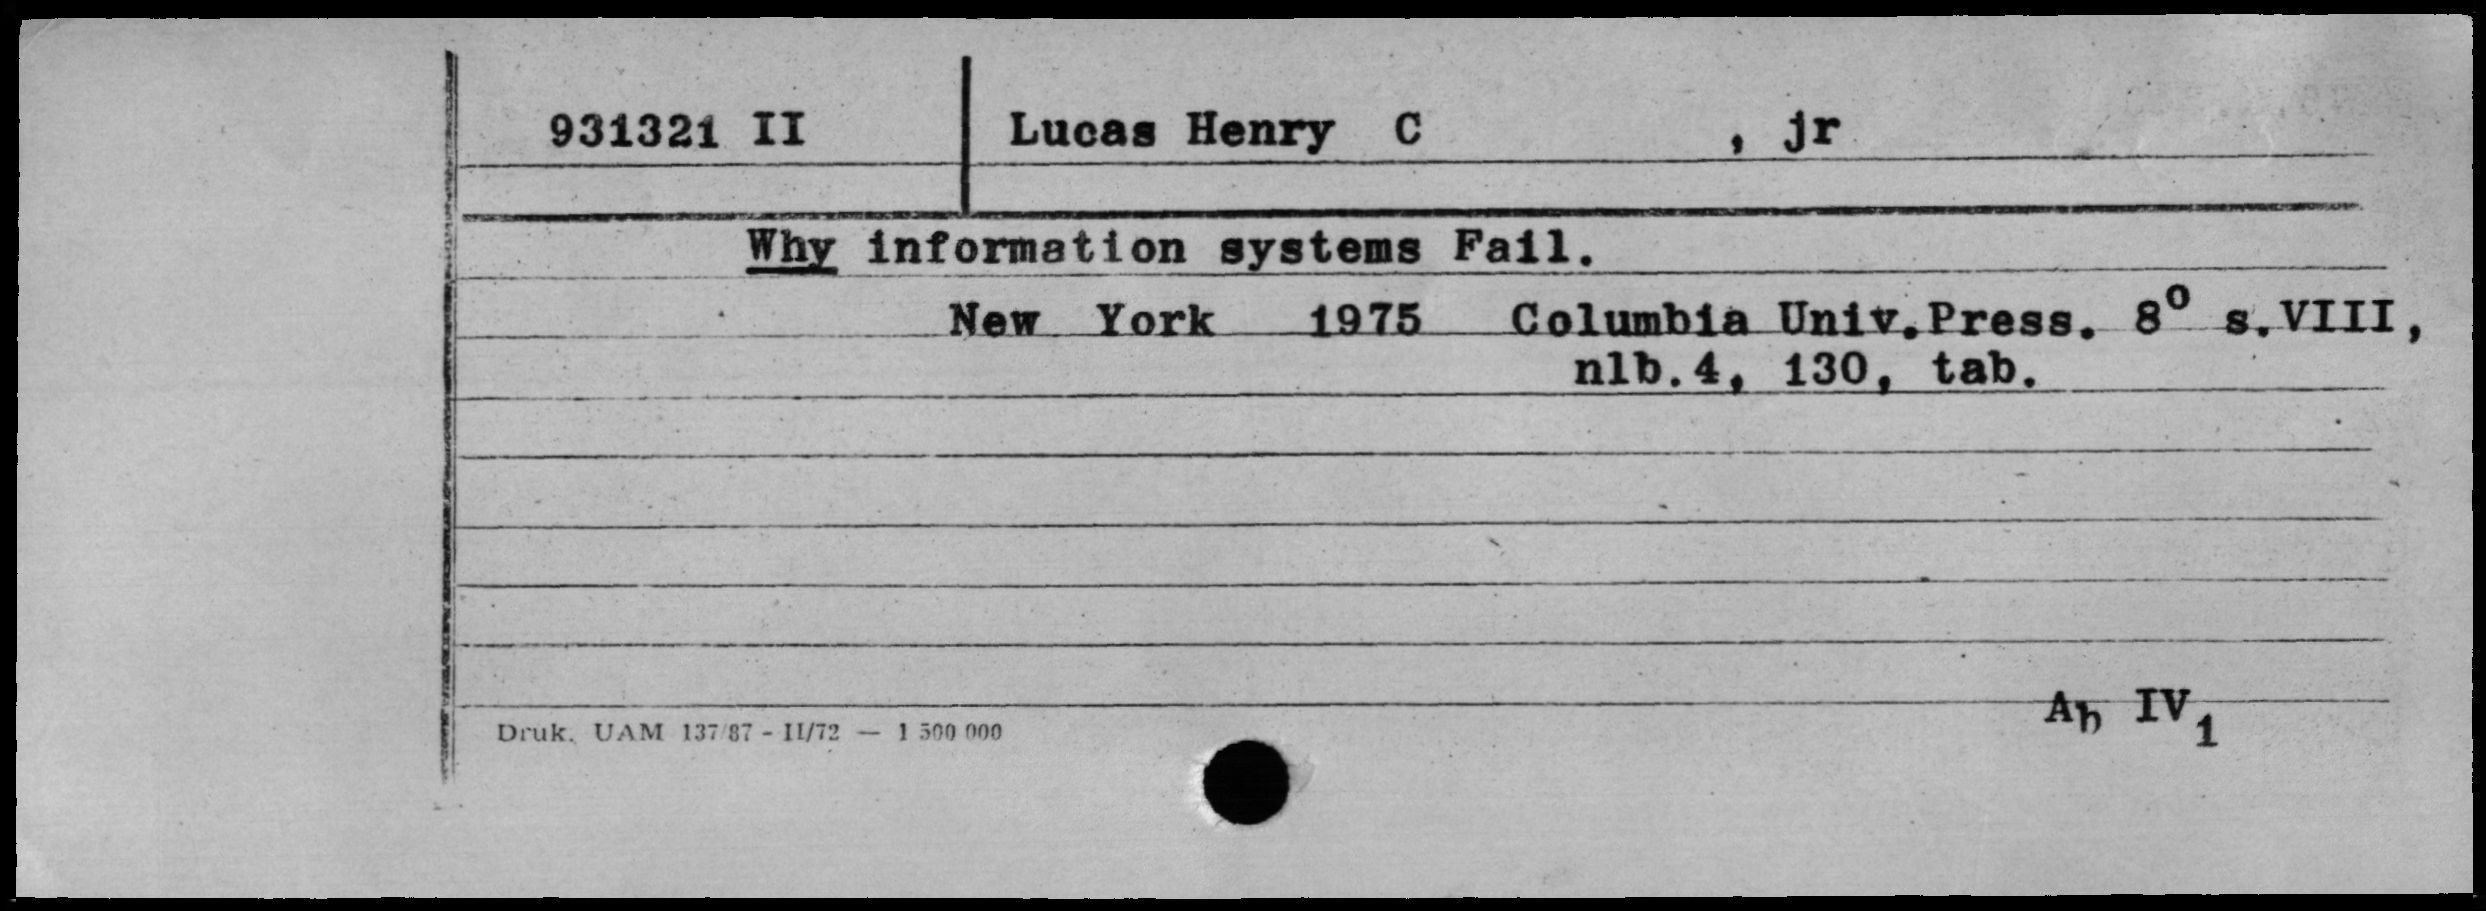 931321 II Lucas Henry C , jr
Why information systems Fail.
New York 1975 Columbia Univ.Press. 8° s.VIII,
nlb.4, 130, tab.
Ah IV1
Druk. UAM 137/87 - II/72 — 1 500 000